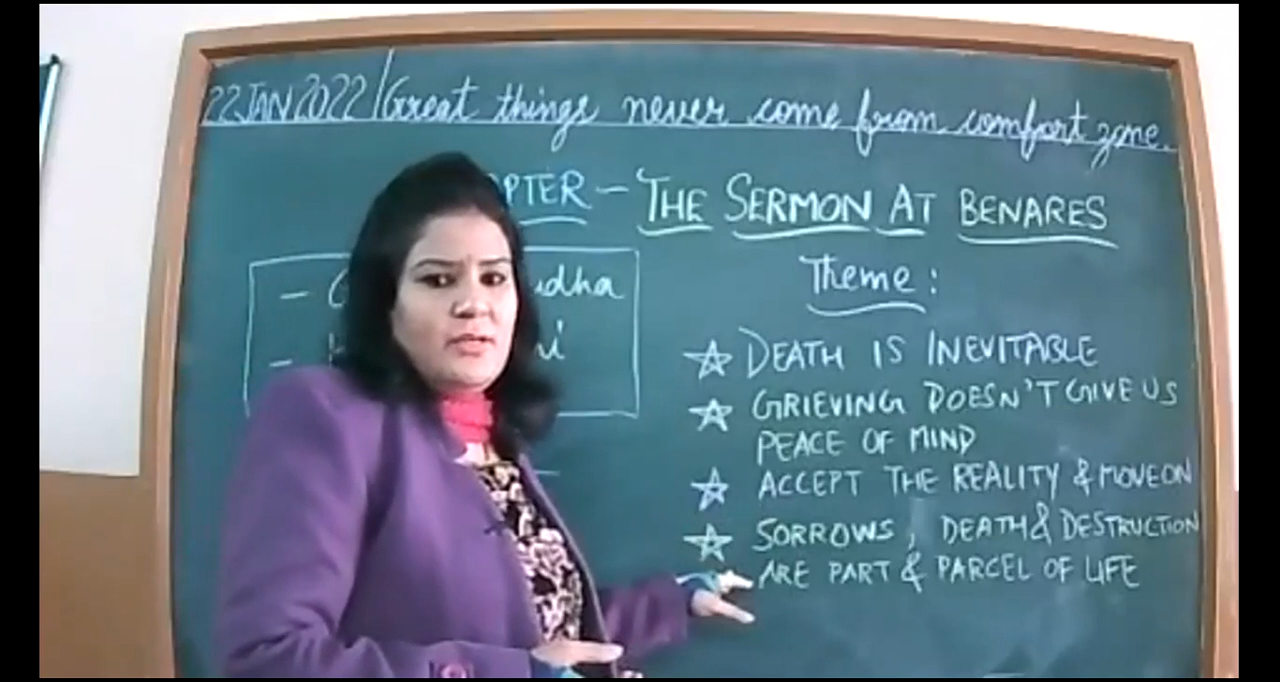 22 JAN 2022 | Great things never come from comfort zone.
PTER – THE SERMON AT BENARES
Theme:
– udha
–
☆ DEATH IS INEVITABLE
☆ GRIEVING DOESN'T GIVE US
PEACE OF MIND
☆ ACCEPT THE REALITY & MOVE ON
☆ SORROWS, DEATH & DESTRUCTION
ARE PART & PARCEL OF LIFE